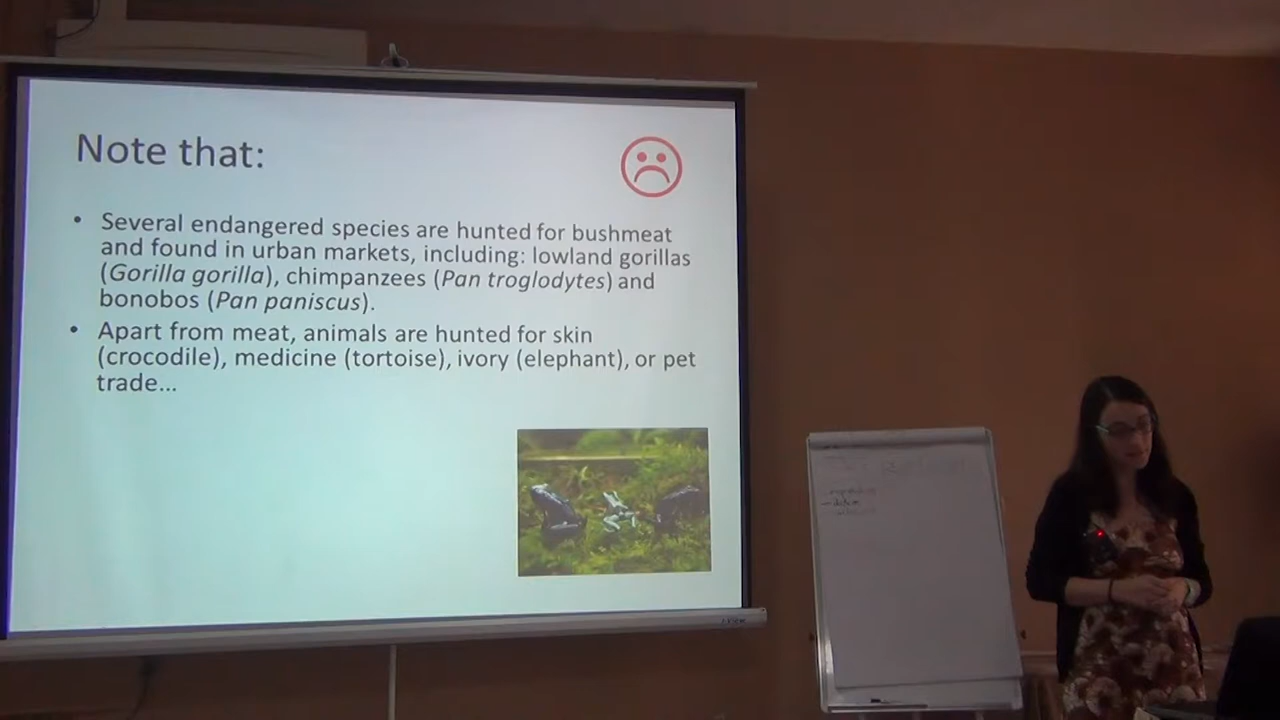 Note that:
• Several endangered species are hunted for bushmeat
and found in urban markets, including: lowland gorillas
(Gorilla gorilla), chimpanzees (Pan troglodytes) and
bonobos (Pan paniscus).
• Apart from meat, animals are hunted for skin
(crocodile), medicine (tortoise), ivory (elephant), or pet
trade...